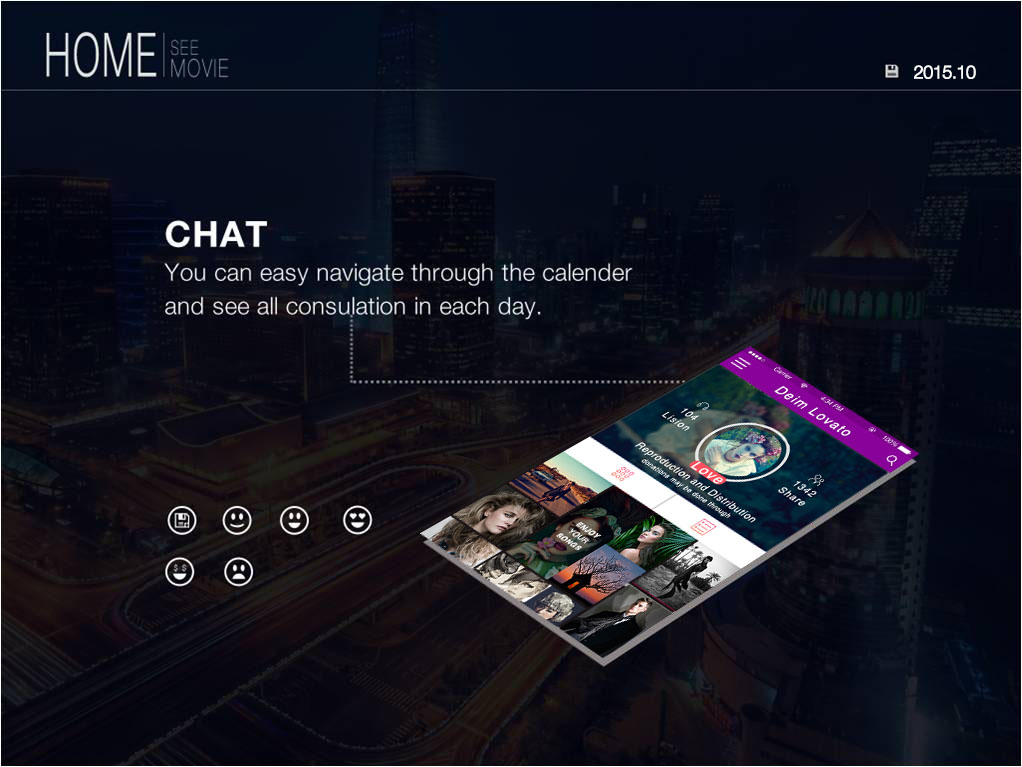 HOME
SEE
MOVIE
2015.10
CHAT
You can easy navigate through the calender
and see all consulation in each day.
Carrer
4:34 PM
100%
Deim Lovato
104
Lision
1342
Share
Love
Reproduction and Distribution
donations may be done through
ENJOY
YOUR
SONGS
$ $